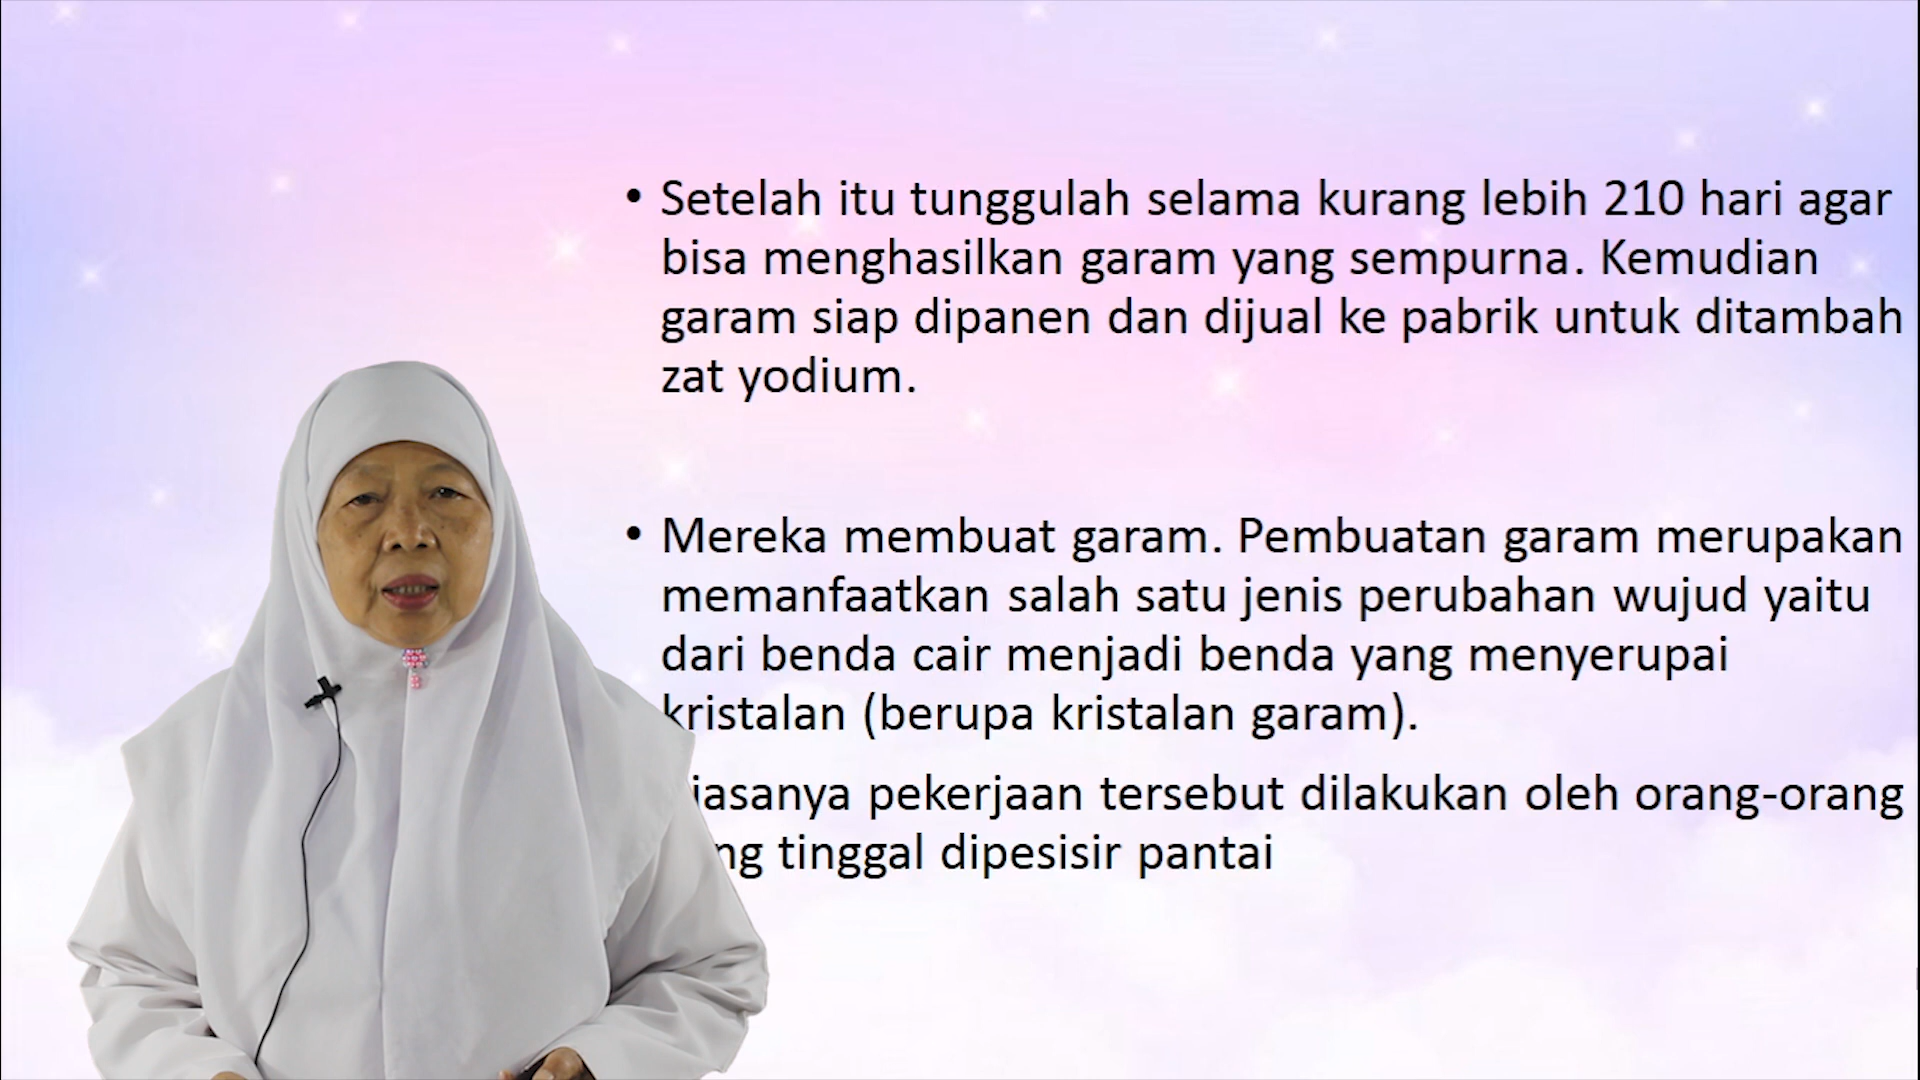 • Setelah itu tunggulah selama kurang lebih 210 hari agar
bisa menghasilkan garam yang sempurna. Kemudian
garam siap dipanen dan dijual ke pabrik untuk ditambah
zat yodium.
• Mereka membuat garam. Pembuatan garam merupakan
memanfaatkan salah satu jenis perubahan wujud yaitu
dari benda cair menjadi benda yang menyerupai
kristalan (berupa kristalan garam).
pekerjaan tersebut dilakukan oleh orang-orang
tinggal dipesisir pantai